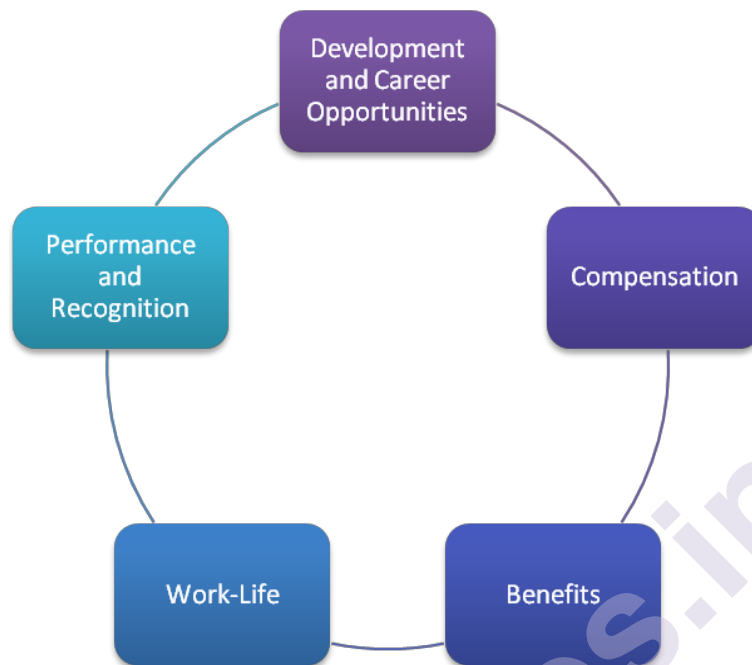 Development
and Career
Opportunities
Performance
and
Recognition
Compensation
Work-Life
Benefits